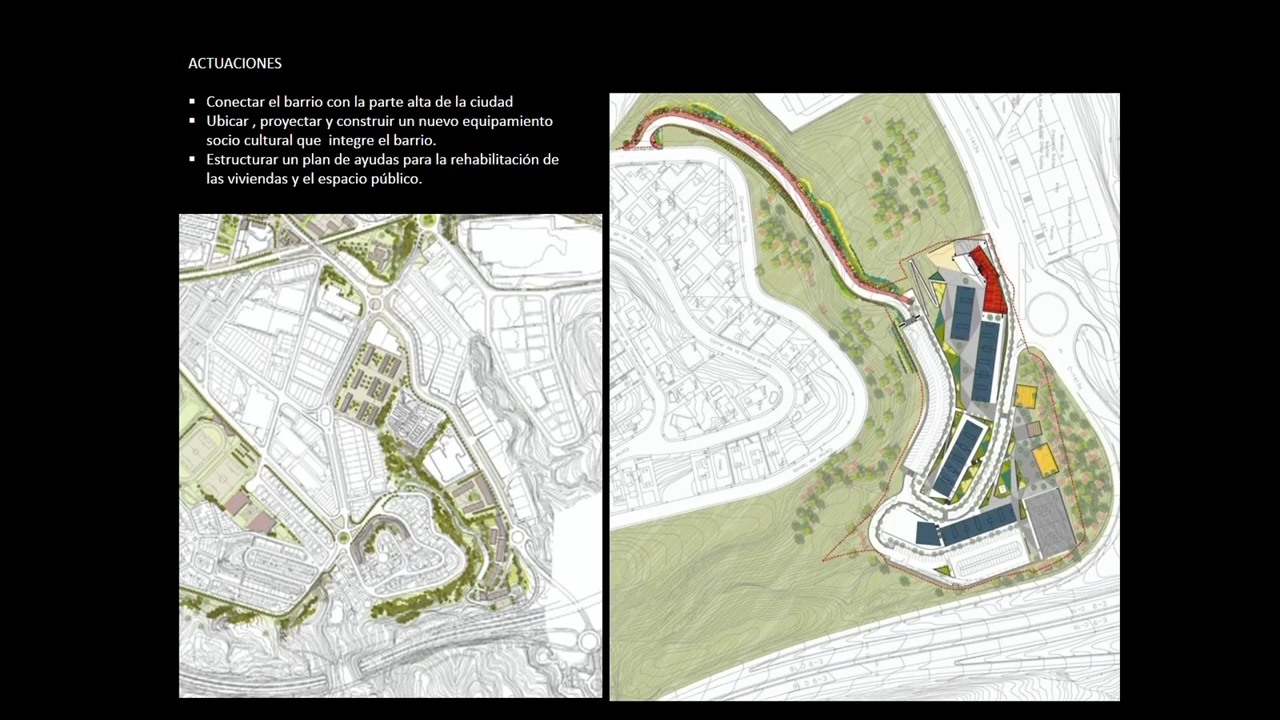 ACTUACIONES
▪ Conectar el barrio con la parte alta de la ciudad
▪ Ubicar , proyectar y construir un nuevo equipamiento
socio cultural que integre el barrio.
▪ Estructurar un plan de ayudas para la rehabilitación de
las viviendas y el espacio público.